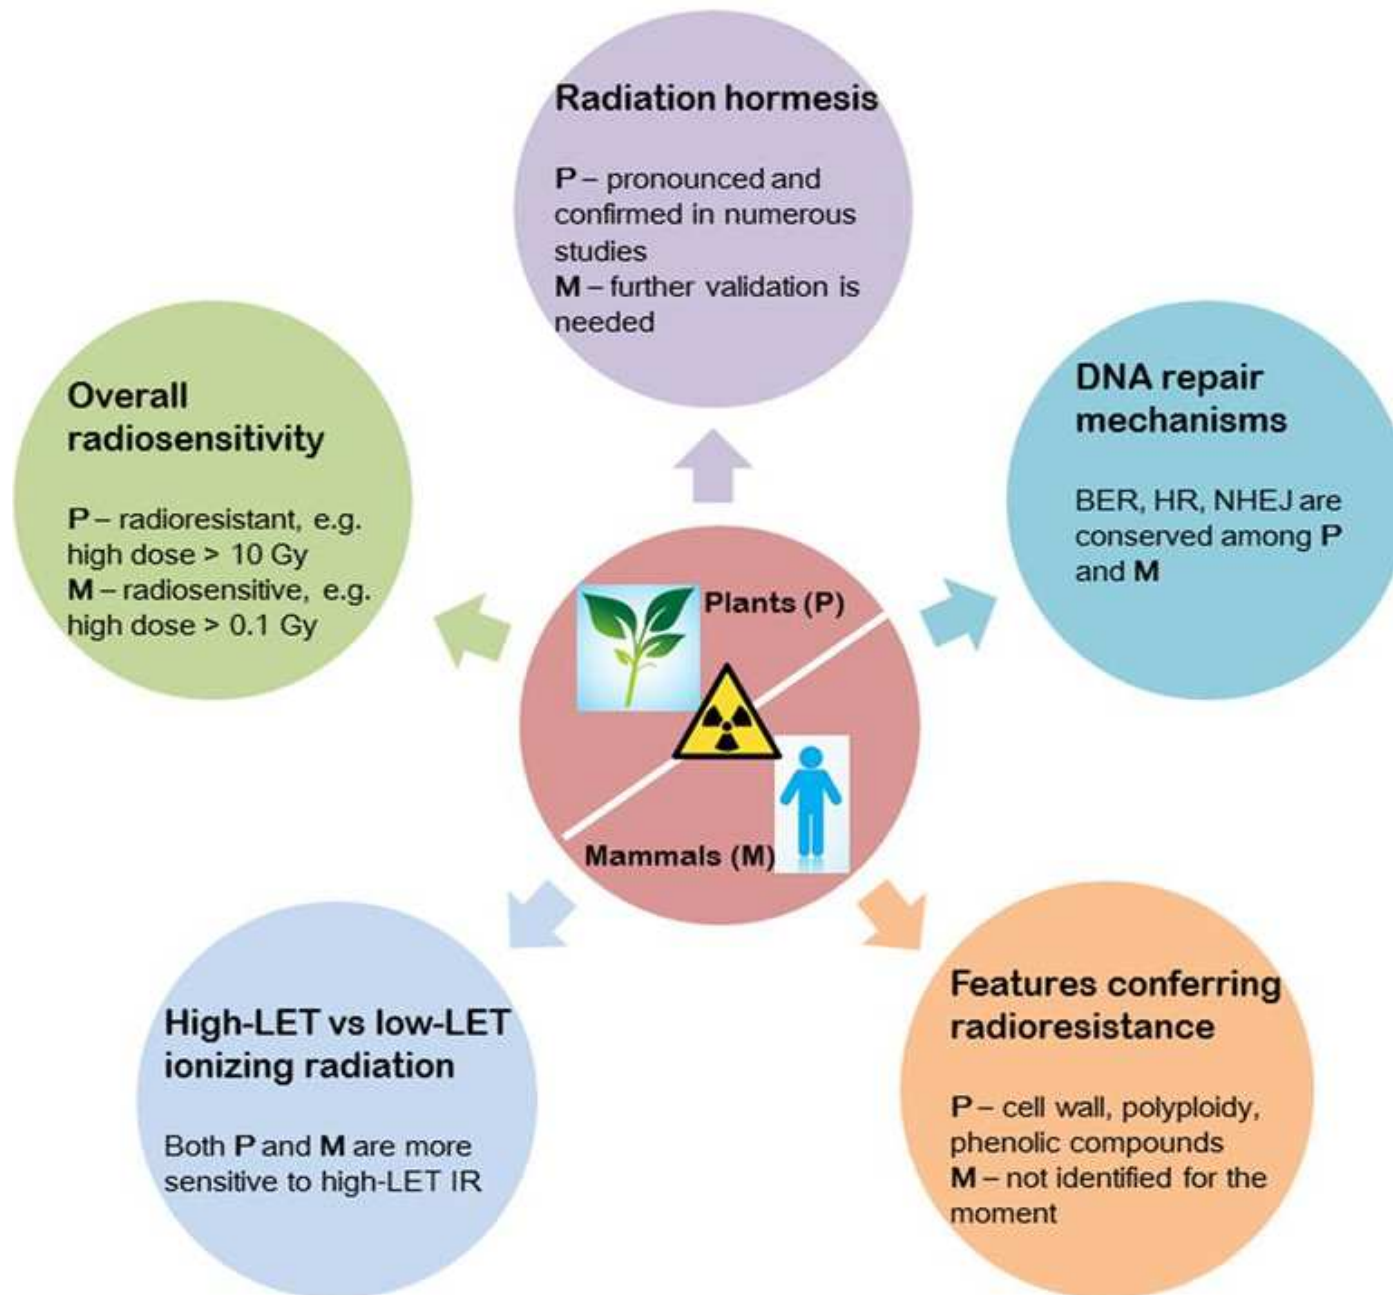 Radiation hormesis
P – pronounced and
confirmed in numerous
studies
M – further validation is
needed
Overall
radiosensitivity
P – radioresistant, e.g.
high dose > 10 Gy
M – radiosensitive, e.g.
high dose > 0.1 Gy
DNA repair
mechanisms
BER, HR, NHEJ are
conserved among P
and M
Plants (P)
Mammals (M)
High-LET vs low-LET
ionizing radiation
Both P and M are more
sensitive to high-LET IR
Features conferring
radioresistance
P – cell wall, polyploidy,
phenolic compounds
M – not identified for the
moment